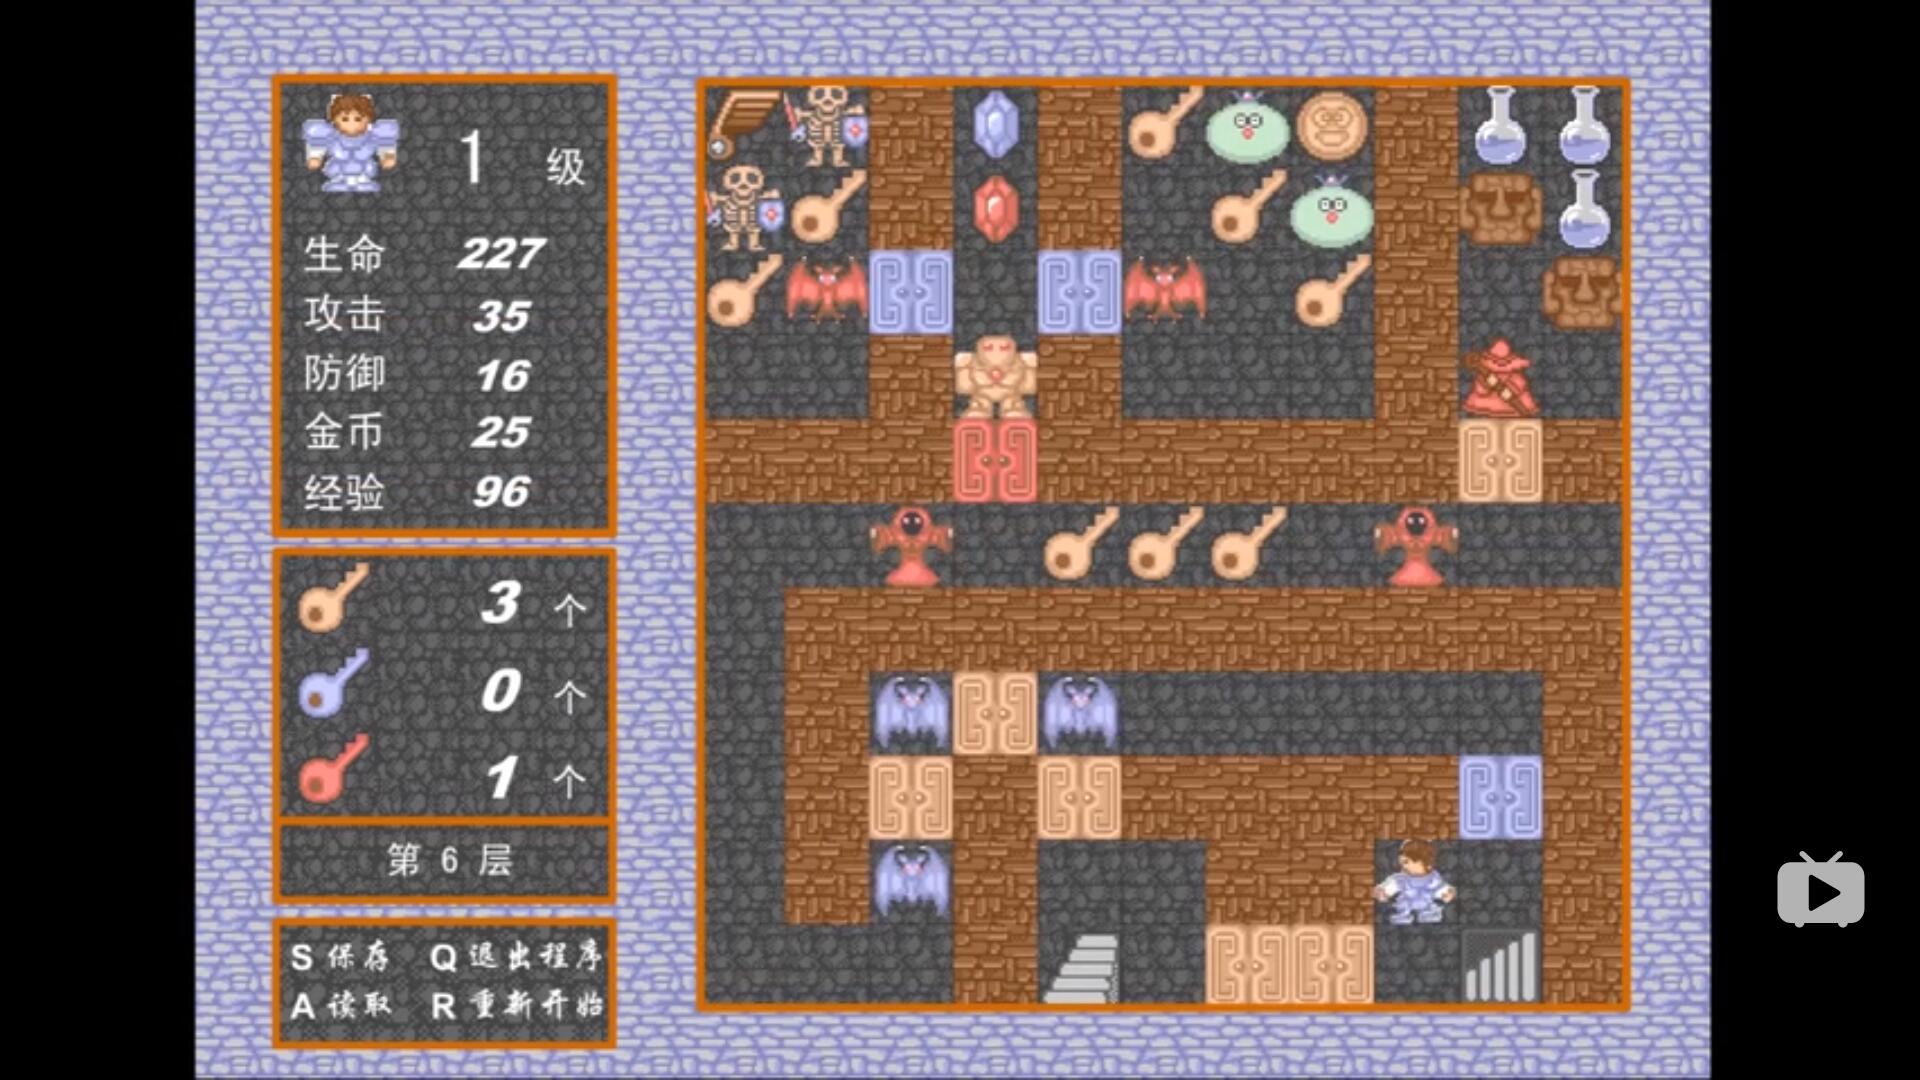 1 级
生命 227
攻击 35
防御 16
金币 25
经验 96
3 个
0 个
1 个
第 6 层
S 保存 Q 退出程序
A 读取 R 重新开始